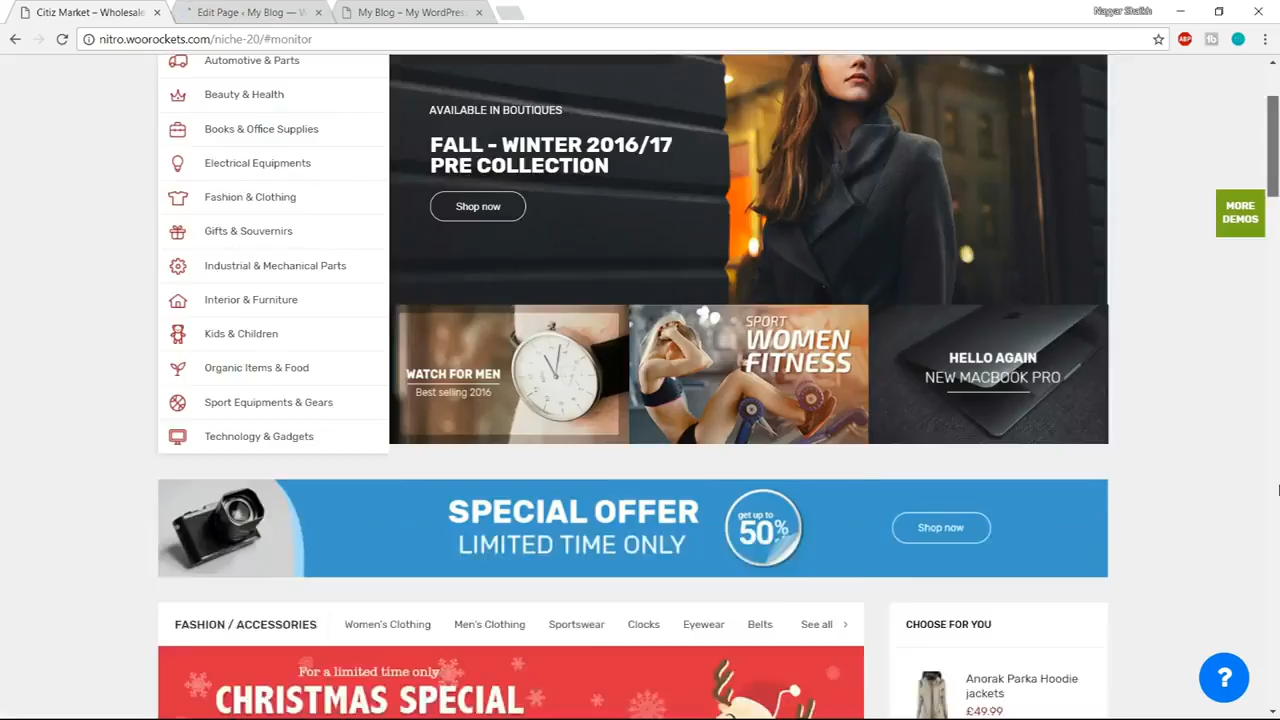 Citiz Market – Wholesale
Edit Page ‹ My Blog — W
My Blog – My WordPress
Nayyar Shaikh
nitro.woorockets.com/niche-20/#monitor
ABP
tb
Automotive & Parts
Beauty & Health
Books & Office Supplies
Electrical Equipments
Fashion & Clothing
Gifts & Souvernirs
Industrial & Mechanical Parts
Interior & Furniture
Kids & Children
Organic Items & Food
Sport Equipments & Gears
Technology & Gadgets
AVAILABLE IN BOUTIQUES
FALL - WINTER 2016/17
PRE COLLECTION
Shop now
MORE
DEMOS
WATCH FOR MEN
Best selling 2016
SPORT
WOMEN
FITNESS
HELLO AGAIN
NEW MACBOOK PRO
SPECIAL OFFER
LIMITED TIME ONLY
get up to
50%
Shop now
FASHION / ACCESSORIES
Women's Clothing
Men's Clothing
Sportswear
Clocks
Eyewear
Belts
See all
CHOOSE FOR YOU
For a limited time only
CHRISTMAS SPECIAL
Anorak Parka Hoodie
jackets
£49.99
?